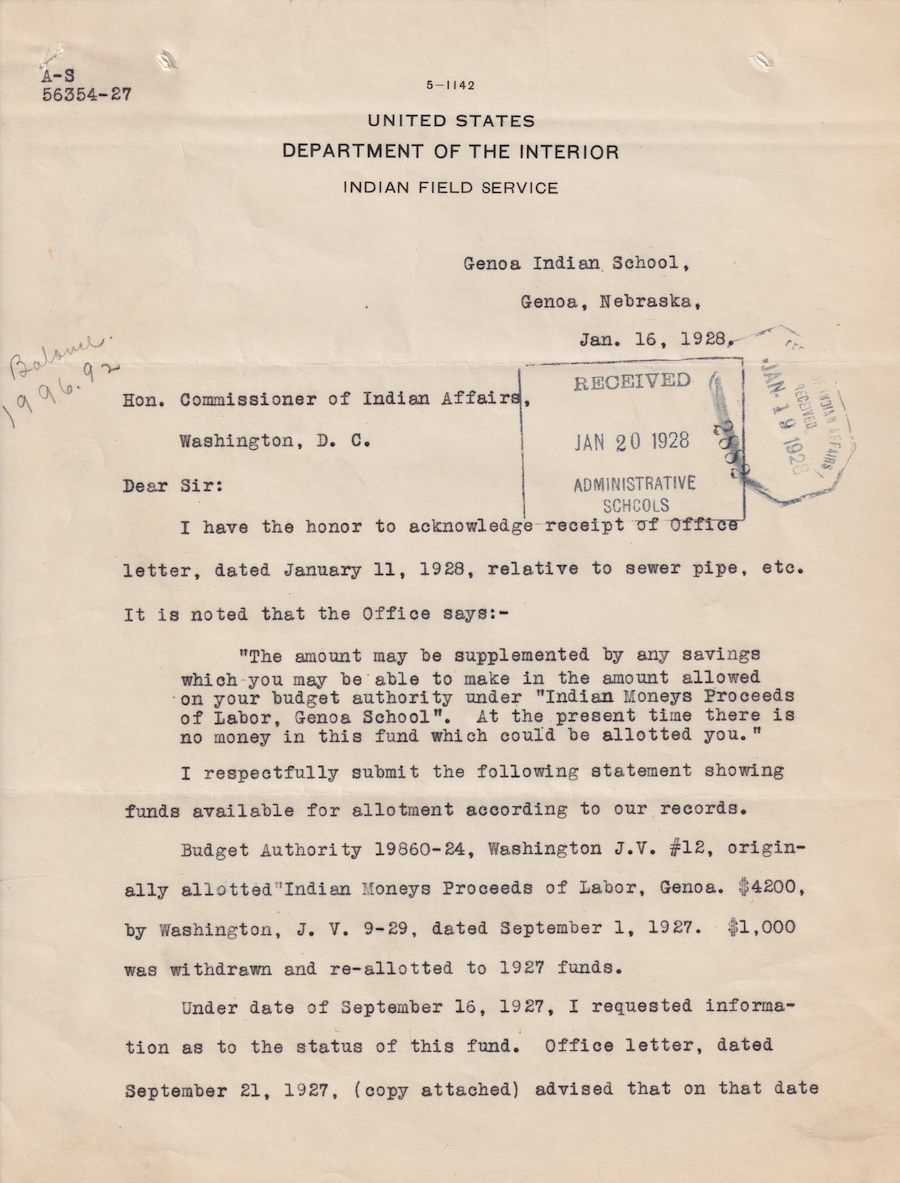 A-S
56354-27
5-1142
UNITED STATES
DEPARTMENT OF THE INTERIOR
INDIAN FIELD SERVICE
Genoa Indian School,
Genoa, Nebraska,
Jan. 16, 1928.
Balance.
1996.92
RECEIVED
JAN 20 1928
ADMINISTRATIVE
SCHOOLS
INDIAN AFFAIRS
RECEIVED
JAN. 19 1928
Hon. Commissioner of Indian Affairs,
Washington, D. C.
Dear Sir:
I have the honor to acknowledge receipt of Office
letter, dated January 11, 1928, relative to sewer pipe, etc.
It is noted that the Office says:-
"The amount may be supplemented by any savings
which you may be able to make in the amount allowed
on your budget authority under "Indian Moneys Proceeds
of Labor, Genoa School". At the present time there is
no money in this fund which could be allotted you."
I respectfully submit the following statement showing
funds available for allotment according to our records.
Budget Authority 19860-24, Washington J.V. #12, origin-
ally allotted"Indian Moneys Proceeds of Labor, Genoa. $4200,
by Washington, J. V. 9-29, dated September 1, 1927. $1,000
was withdrawn and re-allotted to 1927 funds.
Under date of September 16, 1927, I requested informa-
tion as to the status of this fund. Office letter, dated
September 21, 1927, (copy attached) advised that on that date